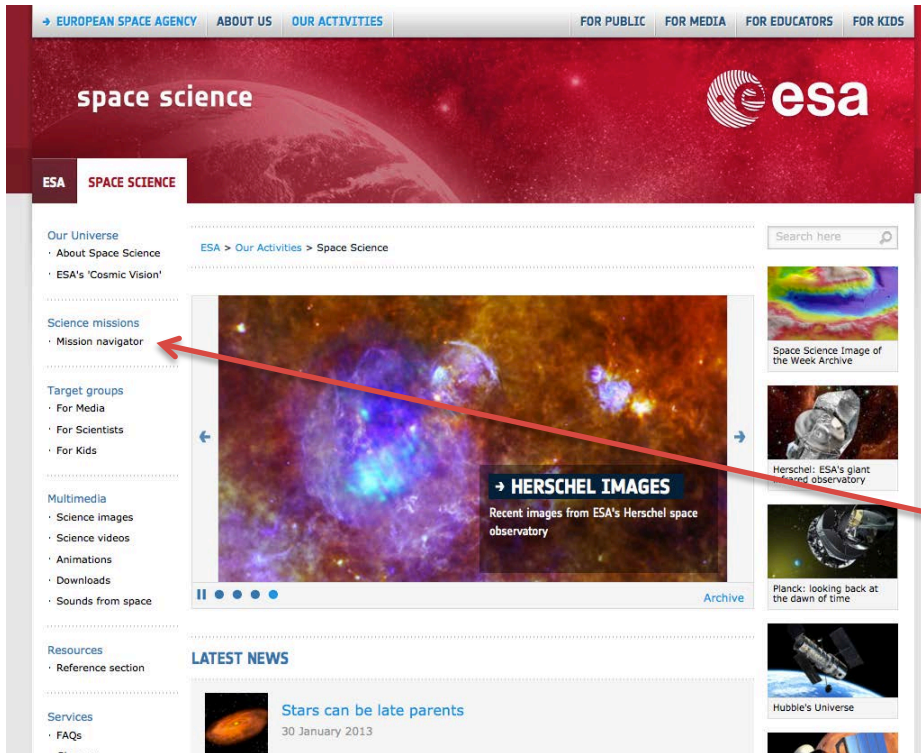 → EUROPEAN SPACE AGENCY ABOUT US OUR ACTIVITIES FOR PUBLIC FOR MEDIA FOR EDUCATORS FOR KIDS
space science
esa
ESA SPACE SCIENCE
Our Universe
· About Space Science
· ESA's 'Cosmic Vision'
Science missions
· Mission navigator
Target groups
· For Media
· For Scientists
· For Kids
Multimedia
· Science images
· Science videos
· Animations
· Downloads
· Sounds from space
Resources
· Reference section
Services
· FAQs
ESA > Our Activities > Space Science
→ HERSCHEL IMAGES
Recent images from ESA's Herschel space
observatory
Archive
LATEST NEWS
Stars can be late parents
30 January 2013
Search here
Space Science Image of
the Week Archive
Herschel: ESA's giant
infrared observatory
Planck: looking back at
the dawn of time
Hubble's Universe